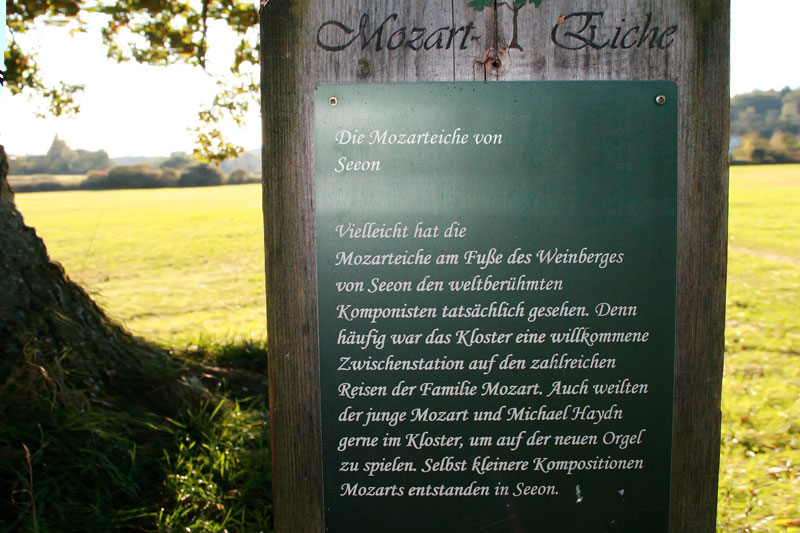 Mozart-Eiche
Die Mozarteiche von
Seeon
Vielleicht hat die
Mozarteiche am Fuße des Weinberges
von Seeon den weltberühmten
Komponisten tatsächlich gesehen. Denn
häufig war das Kloster eine willkommene
Zwischenstation auf den zahlreichen
Reisen der Familie Mozart. Auch weilten
der junge Mozart und Michael Haydn
gerne im Kloster, um auf der neuen Orgel
zu spielen. Selbst kleinere Kompositionen
Mozarts entstanden in Seeon.